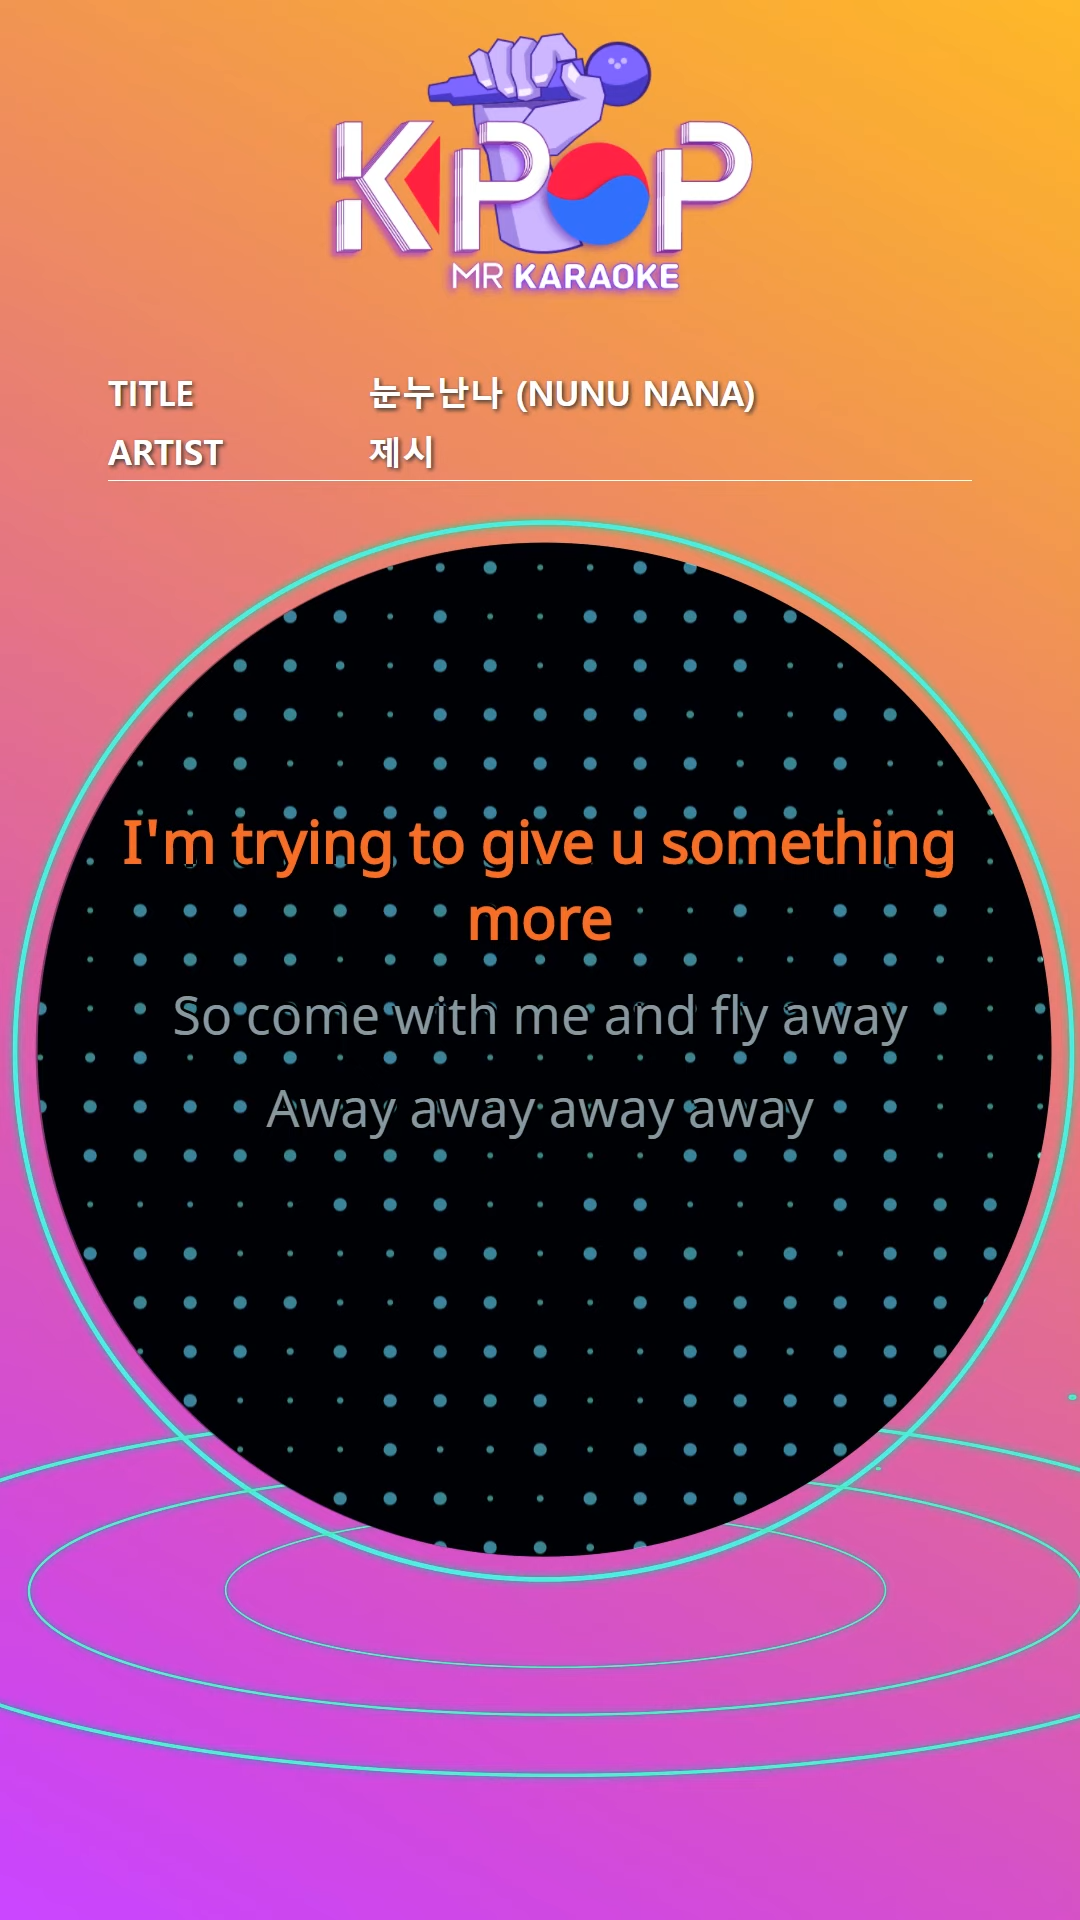 KPOP
MR KARAOKE
TITLE 눈누난나 (NUNU NANA)
ARTIST 제시
I'm trying to give u something
more
So come with me and fly away
Away away away away